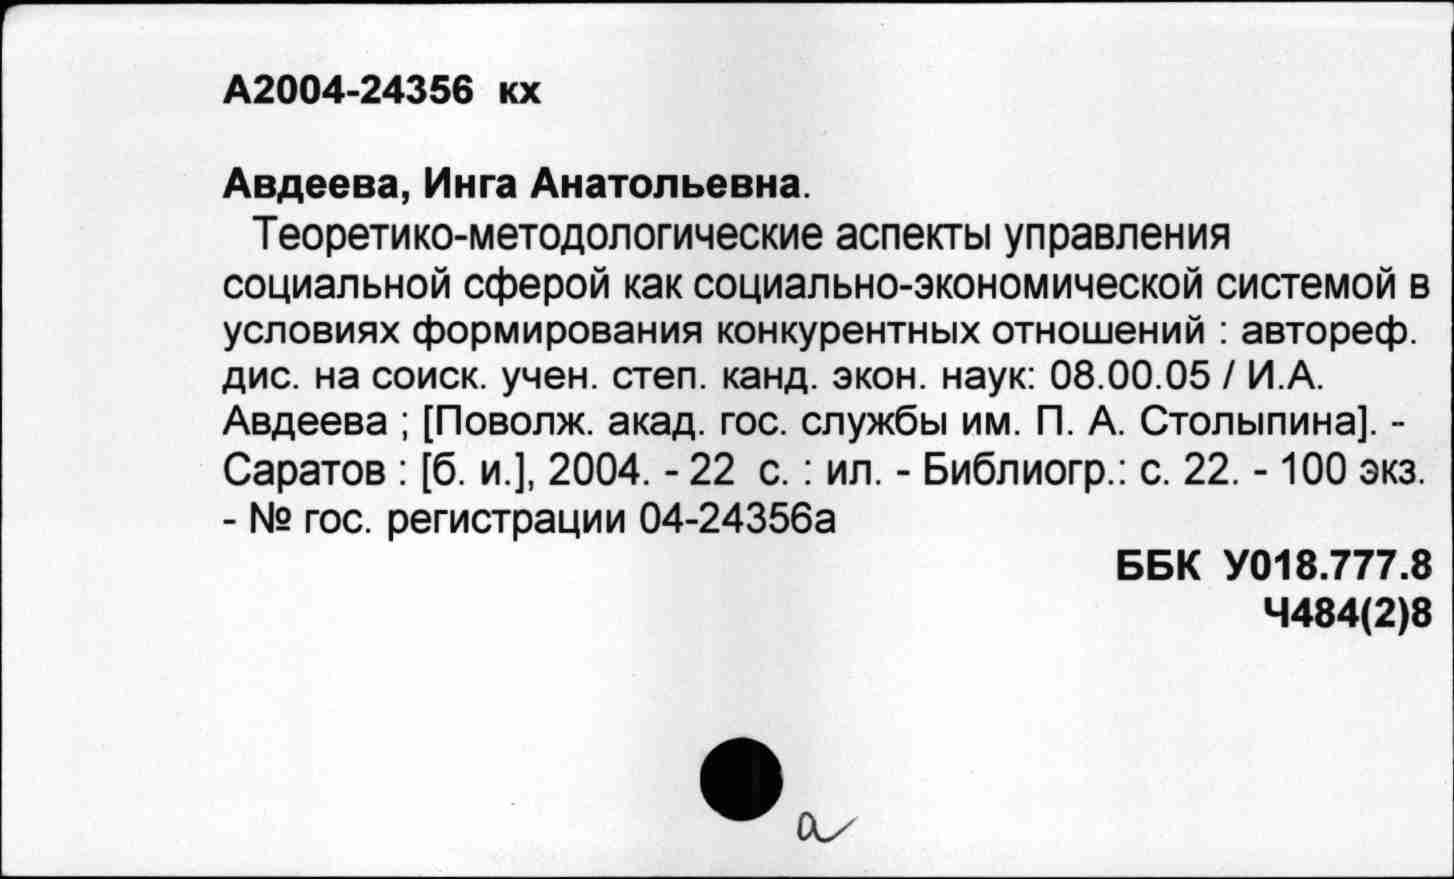 А2004-24356 кх
Авдеева, Инга Анатольевна.
Теоретико-методологические аспекты управления
социальной сферой как социально-экономической системой в
условиях формирования конкурентных отношений : автореф.
дис. на соиск. учен. степ. канд. экон. наук: 08.00.05 / И.А.
Авдеева ; [Поволж. акад. гос. службы им. П. А. Столыпина]. -
Саратов : [б. и.], 2004. - 22 с. : ил. - Библиогр.: с. 22. - 100 экз.
- № гос. регистрации 04-24356а
ББК У018.777.8
Ч484(2)8
а